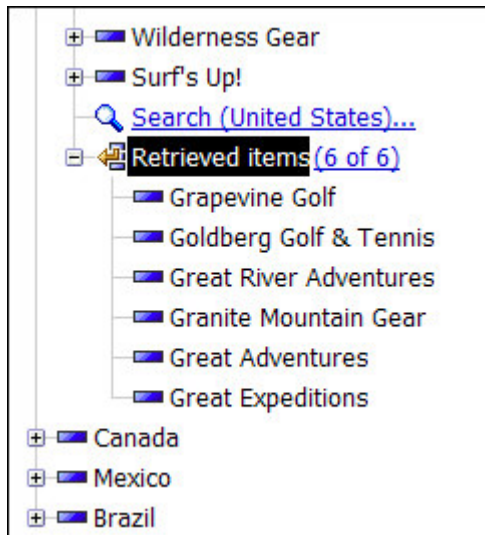 Wilderness Gear
Surf's Up!
Search (United States)...
Retrieved items (6 of 6)
Grapevine Golf
Goldberg Golf & Tennis
Great River Adventures
Granite Mountain Gear
Great Adventures
Great Expeditions
Canada
Mexico
Brazil